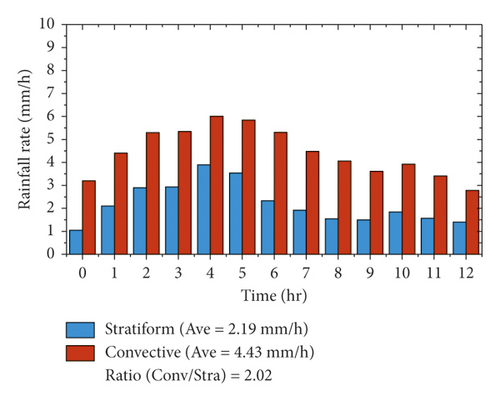 10
9
8
7
6
5
4
3
2
1
0
Rainfall rate (mm/h)
0 1 2 3 4 5 6 7 8 9 10 11 12
Time (hr)
Stratiform (Ave = 2.19 mm/h)
Convective (Ave = 4.43 mm/h)
Ratio (Conv/Stra) = 2.02